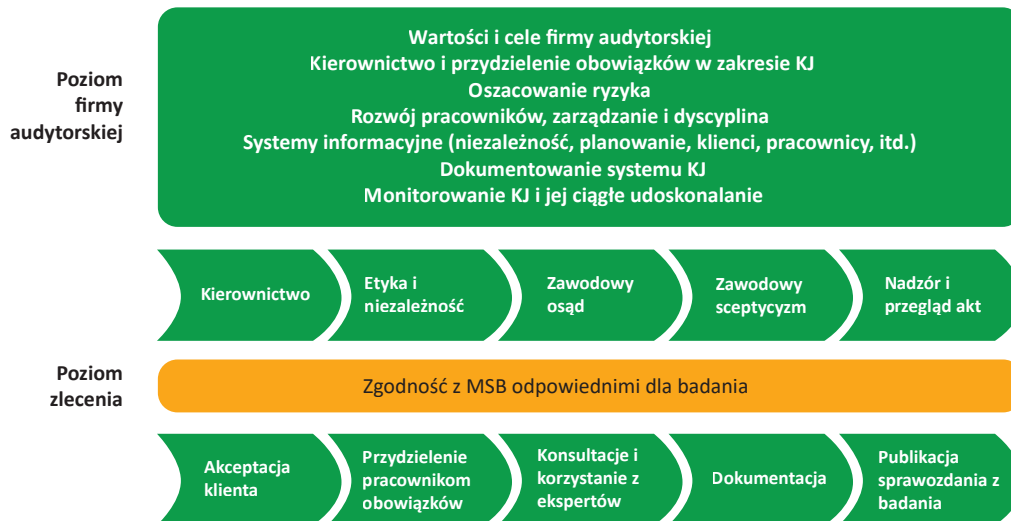 Poziom
firmy
audytorskiej
Wartości i cele firmy audytorskiej
Kierownictwo i przydzielenie obowiązków w zakresie KJ
Oszacowanie ryzyka
Rozwój pracowników, zarządzanie i dyscyplina
Systemy informacyjne (niezależność, planowanie, klienci, pracownicy, itd.)
Dokumentowanie systemu KJ
Monitorowanie KJ i jej ciągłe udoskonalanie
Kierownictwo
Etyka i
niezależność
Zawodowy
osąd
Zawodowy
sceptycyzm
Nadzór i
przegląd akt
Poziom
zlecenia
Zgodność z MSB odpowiednimi dla badania
Akceptacja
klienta
Przydzielenie
pracownikom
obowiązków
Konsultacje i
korzystanie z
ekspertów
Dokumentacja
Publikacja
sprawozdania z
badania